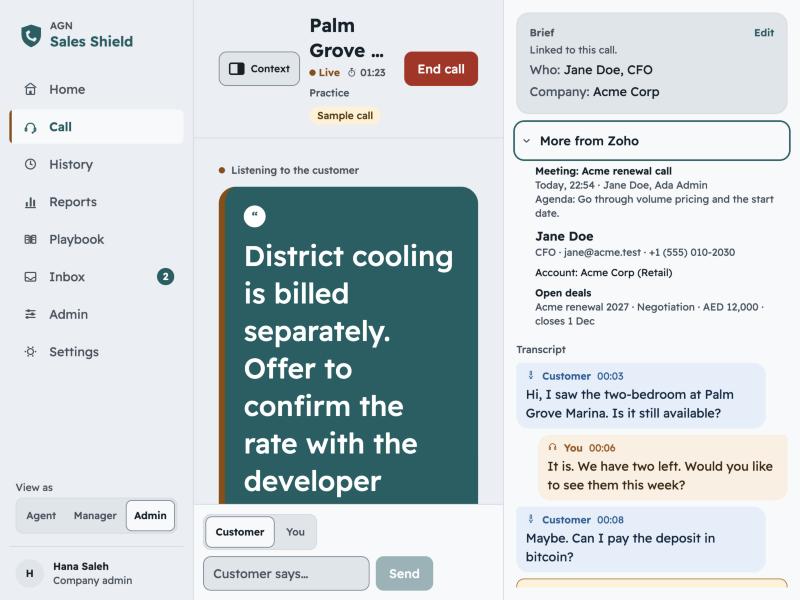 AGN
Sales Shield
Home
Call
History
Reports
Playbook
Inbox
2
Admin
Settings
View as
Agent
Manager
Admin
H
Hana Saleh
Company admin
Context
Palm
Grove ...
Live
01:23
Practice
Sample call
End call
Listening to the customer
“
District cooling
is billed
separately.
Offer to
confirm the
rate with the
developer
Customer
You
Customer says...
Send
Brief
Edit
Linked to this call.
Who: Jane Doe, CFO
Company: Acme Corp
More from Zoho
Meeting: Acme renewal call
Today, 22:54 · Jane Doe, Ada Admin
Agenda: Go through volume pricing and the start
date.
Jane Doe
CFO · jane@acme.test · +1 (555) 010-2030
Account: Acme Corp (Retail)
Open deals
Acme renewal 2027 · Negotiation · AED 12,000 ·
closes 1 Dec
Transcript
Customer 00:03
Hi, I saw the two-bedroom at Palm
Grove Marina. Is it still available?
You 00:06
It is. We have two left. Would you like
to see them this week?
Customer 00:08
Maybe. Can I pay the deposit in
bitcoin?